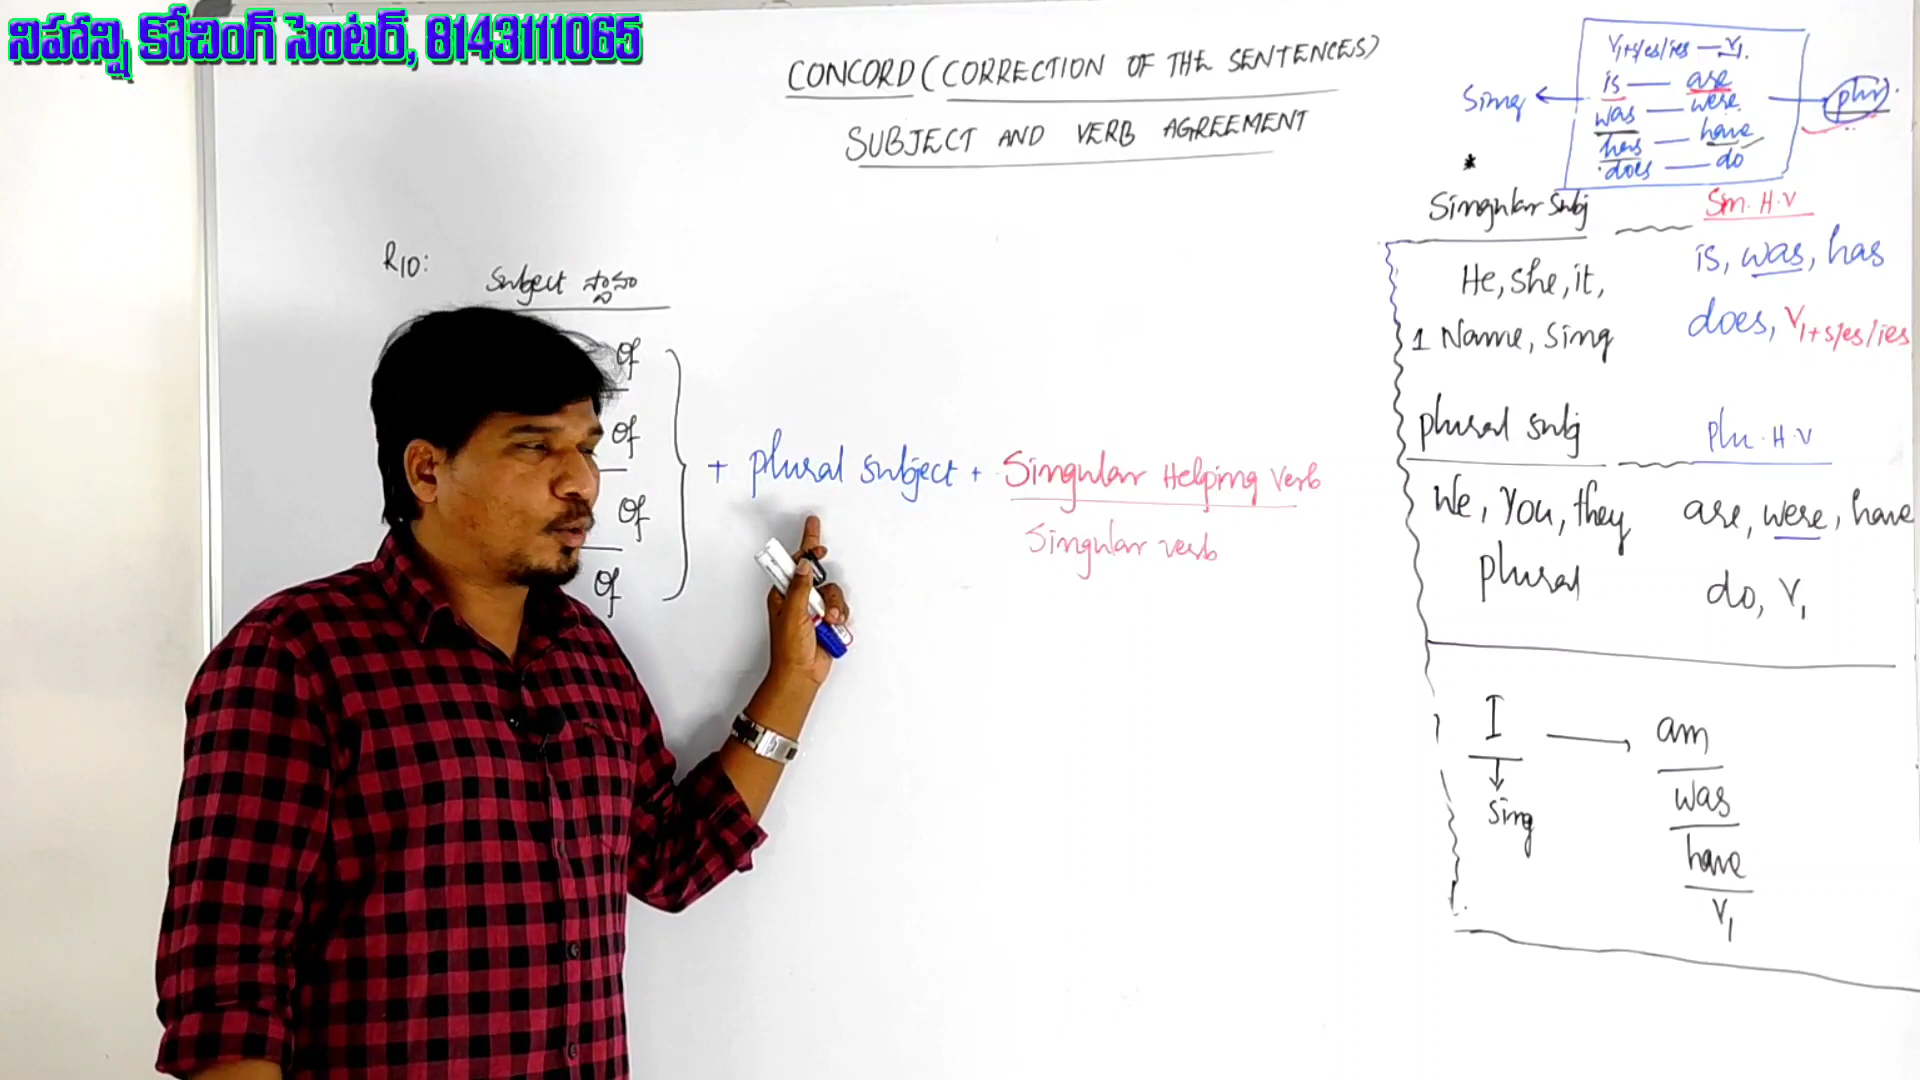 నిహాన్షి కోచింగ్ సెంటర్, 8143111065
CONCORD (CORRECTION OF THE SENTENCES)
SUBJECT AND VERB AGREEMENT
V1+s/es/ies — V1.
is — are
was — were
has — have
does — do
Sing
plu.
*
R10:
Subject స్థానం
Of
Of
Of
Of
+ plural subject + Singular Helping verb
Singular verb
Singular Subj
Sin. H.V
He, she, it,
is, was, has
1 Name, Sing
does, V1+s/es/ies
plural subj
plu. H.V
We, You, they
are, were, have
plural
do, V1
I → am
↓
Sing
was
have
V1